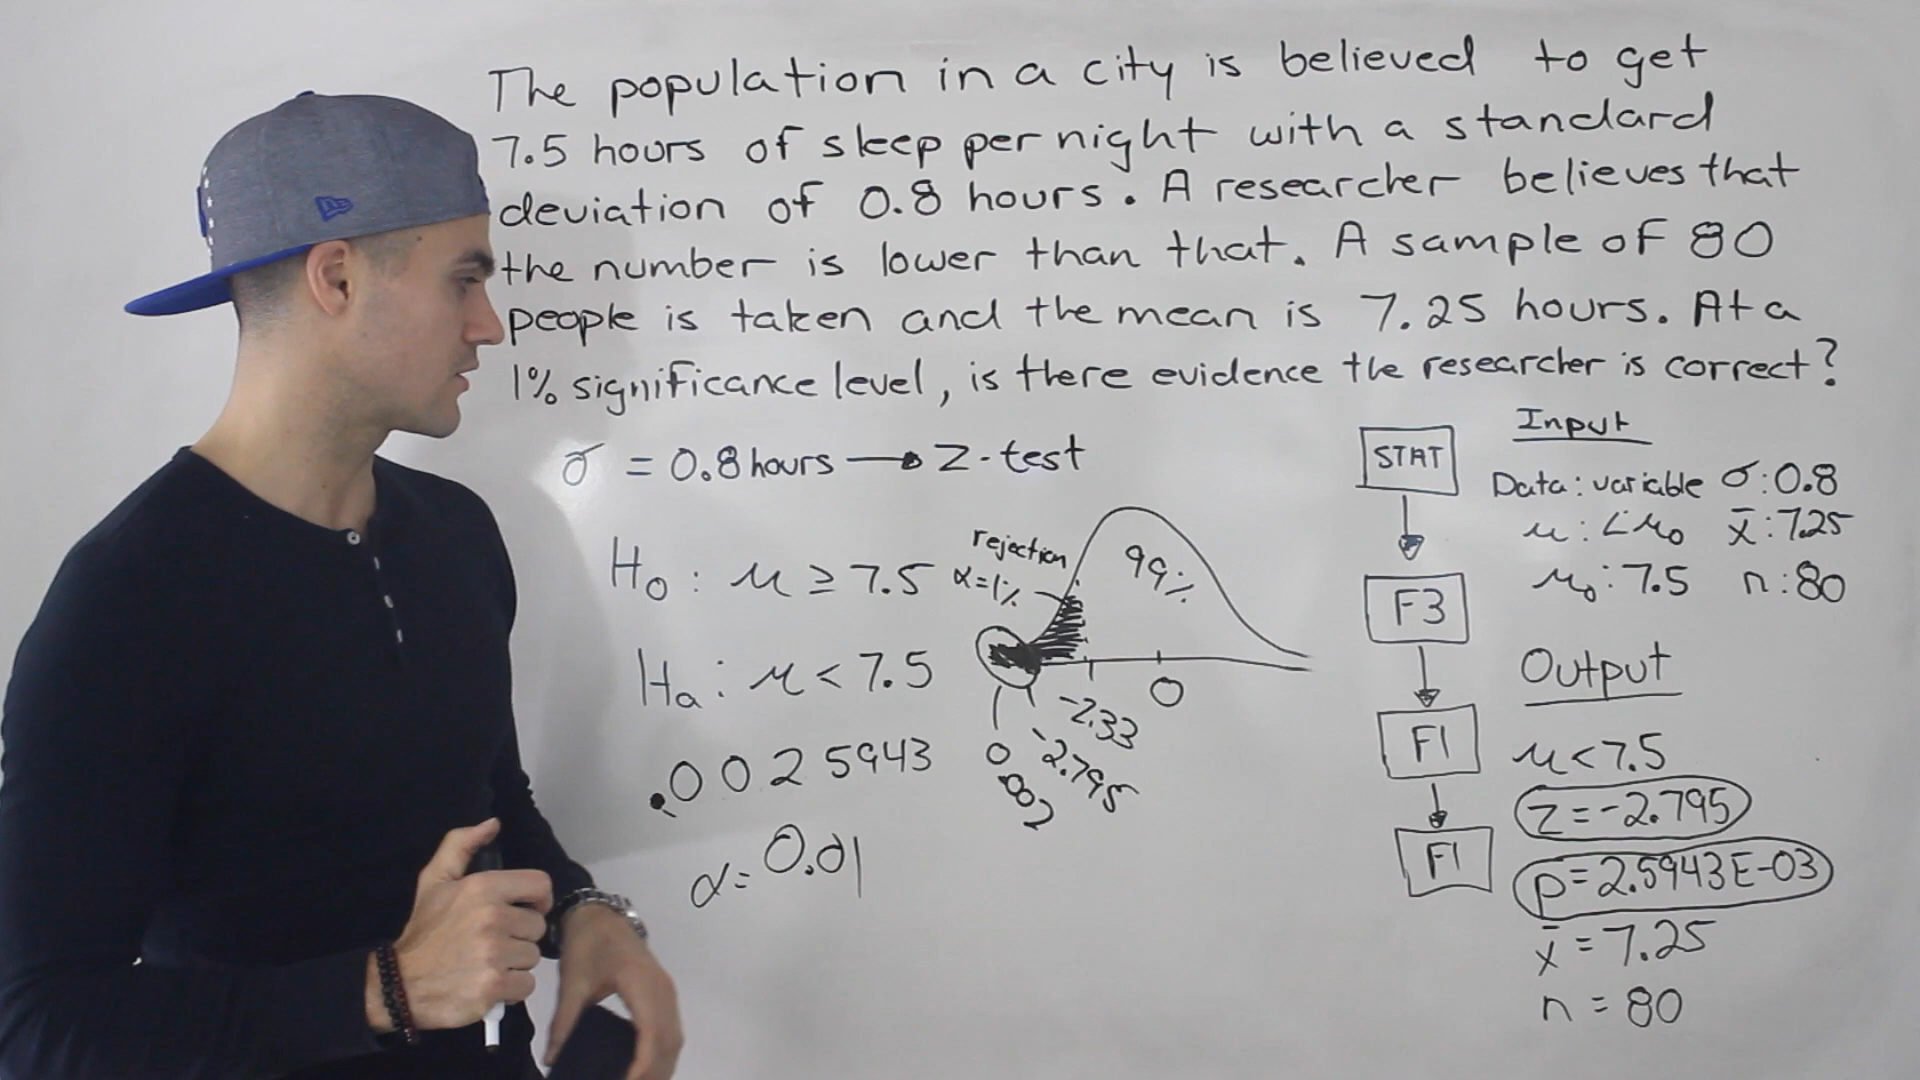 The population in a city is believed to get
7.5 hours of sleep per night with a standard
deviation of 0.8 hours. A researcher believes that
the number is lower than that. A sample of 80
people is taken and the mean is 7.25 hours. At a
1% significance level, is there evidence the researcher is correct?
σ = 0.8 hours → Z-test
H₀ : μ ≥ 7.5
Hₐ : μ < 7.5
.0025943
α = 0.01
rejection
α=1%
99%
-2.33
0
-2.795
0.002
STAT
F3
F1
F1
Input
Data: variable σ: 0.8
μ: <μ₀ x̄: 7.25
μ₀: 7.5 n: 80
Output
μ < 7.5
Z = -2.795
p = 2.5943E-03
x̄ = 7.25
n = 80